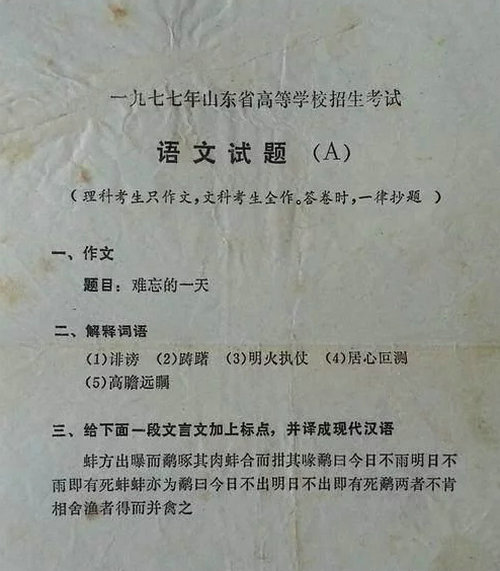 一九七七年山东省高等学校招生考试
语文试题（A）
（理科考生只作文，文科考生全作。答卷时，一律抄题）
一、作文
题目：难忘的一天
二、解释词语
(1)诽谤 (2)踌躇 (3)明火执仗 (4)居心叵测
(5)高瞻远瞩
三、给下面一段文言文加上标点，并译成现代汉语
蚌方出曝而鹬啄其肉蚌合而拑其喙鹬曰今日不雨明日不
雨即有死蚌蚌亦为鹬曰今日不出明日不出即有死鹬两者不肯
相舍渔者得而并禽之